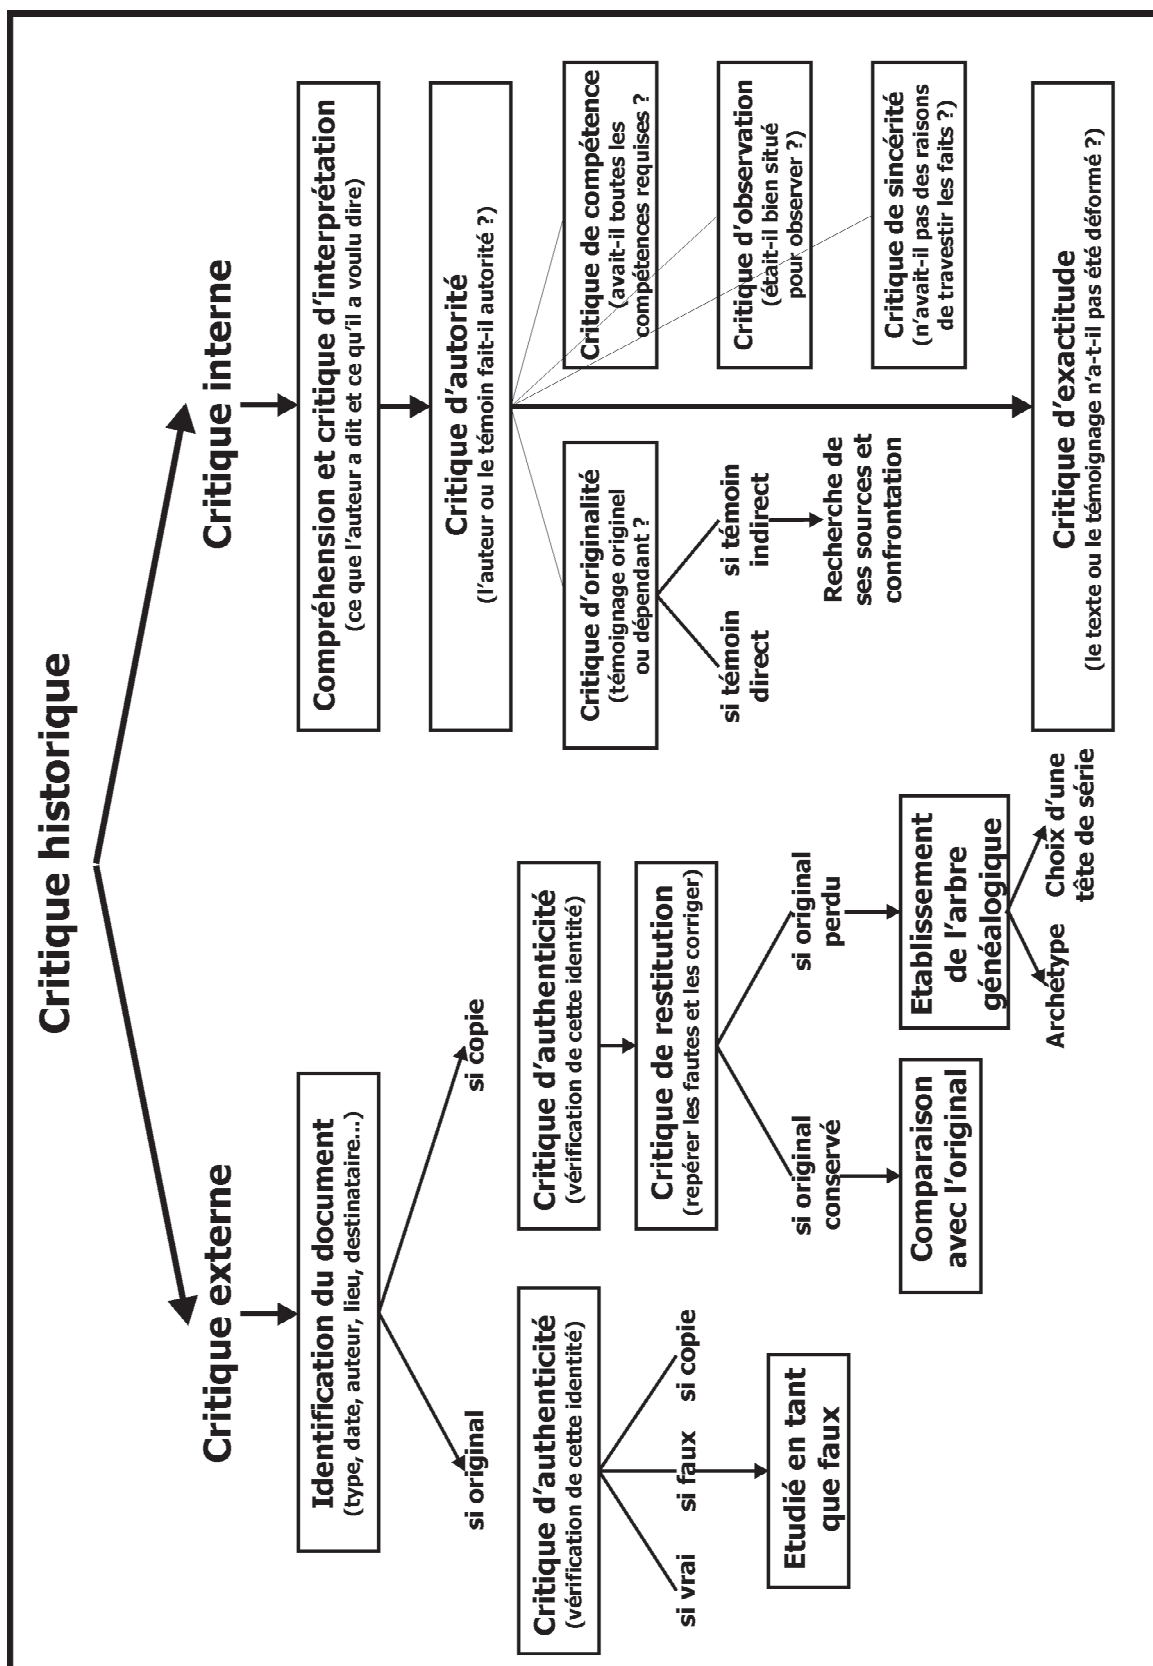 Critique historique
Critique externe
Identification du document
(type, date, auteur, lieu, destinataire...)
si original
Critique d'authenticité
(vérification de cette identité)
si vrai
si faux
si copie
Etudié en tant
que faux
si copie
Critique d'authenticité
(vérification de cette identité)
Critique de restitution
(repérer les fautes et les corriger)
si original
conservé
Comparaison
avec l'original
si original
perdu
Etablissement
de l'arbre
généalogique
Archétype
Choix d'une
tête de série
Critique interne
Compréhension et critique d'interprétation
(ce que l'auteur a dit et ce qu'il a voulu dire)
Critique d'autorité
(l'auteur ou le témoin fait-il autorité ?)
Critique d'originalité
(témoignage originel
ou dépendant ?
si témoin
direct
si témoin
indirect
Recherche de
ses sources et
confrontation
Critique de compétence
(avait-il toutes les
compétences requises ?
Critique d'observation
(était-il bien situé
pour observer ?)
Critique de sincérité
(n'avait-il pas des raisons
de travestir les faits ?)
Critique d'exactitude
(le texte ou le témoignage n'a-t-il pas été déformé ?)